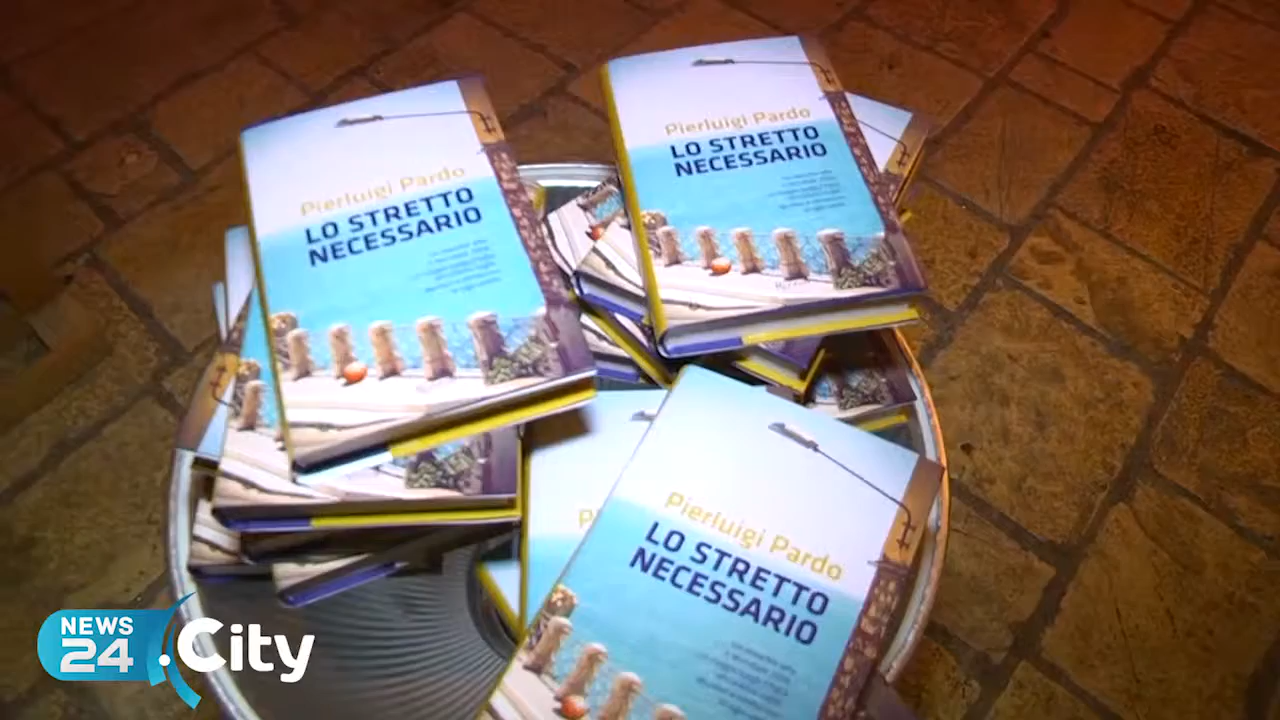 Pierluigi Pardo
LO STRETTO
NECESSARIO
Pierluigi Pardo
LO STRETTO
NECESSARIO
Pierluigi Pardo
LO STRETTO
NECESSARIO
NEWS
24
.City